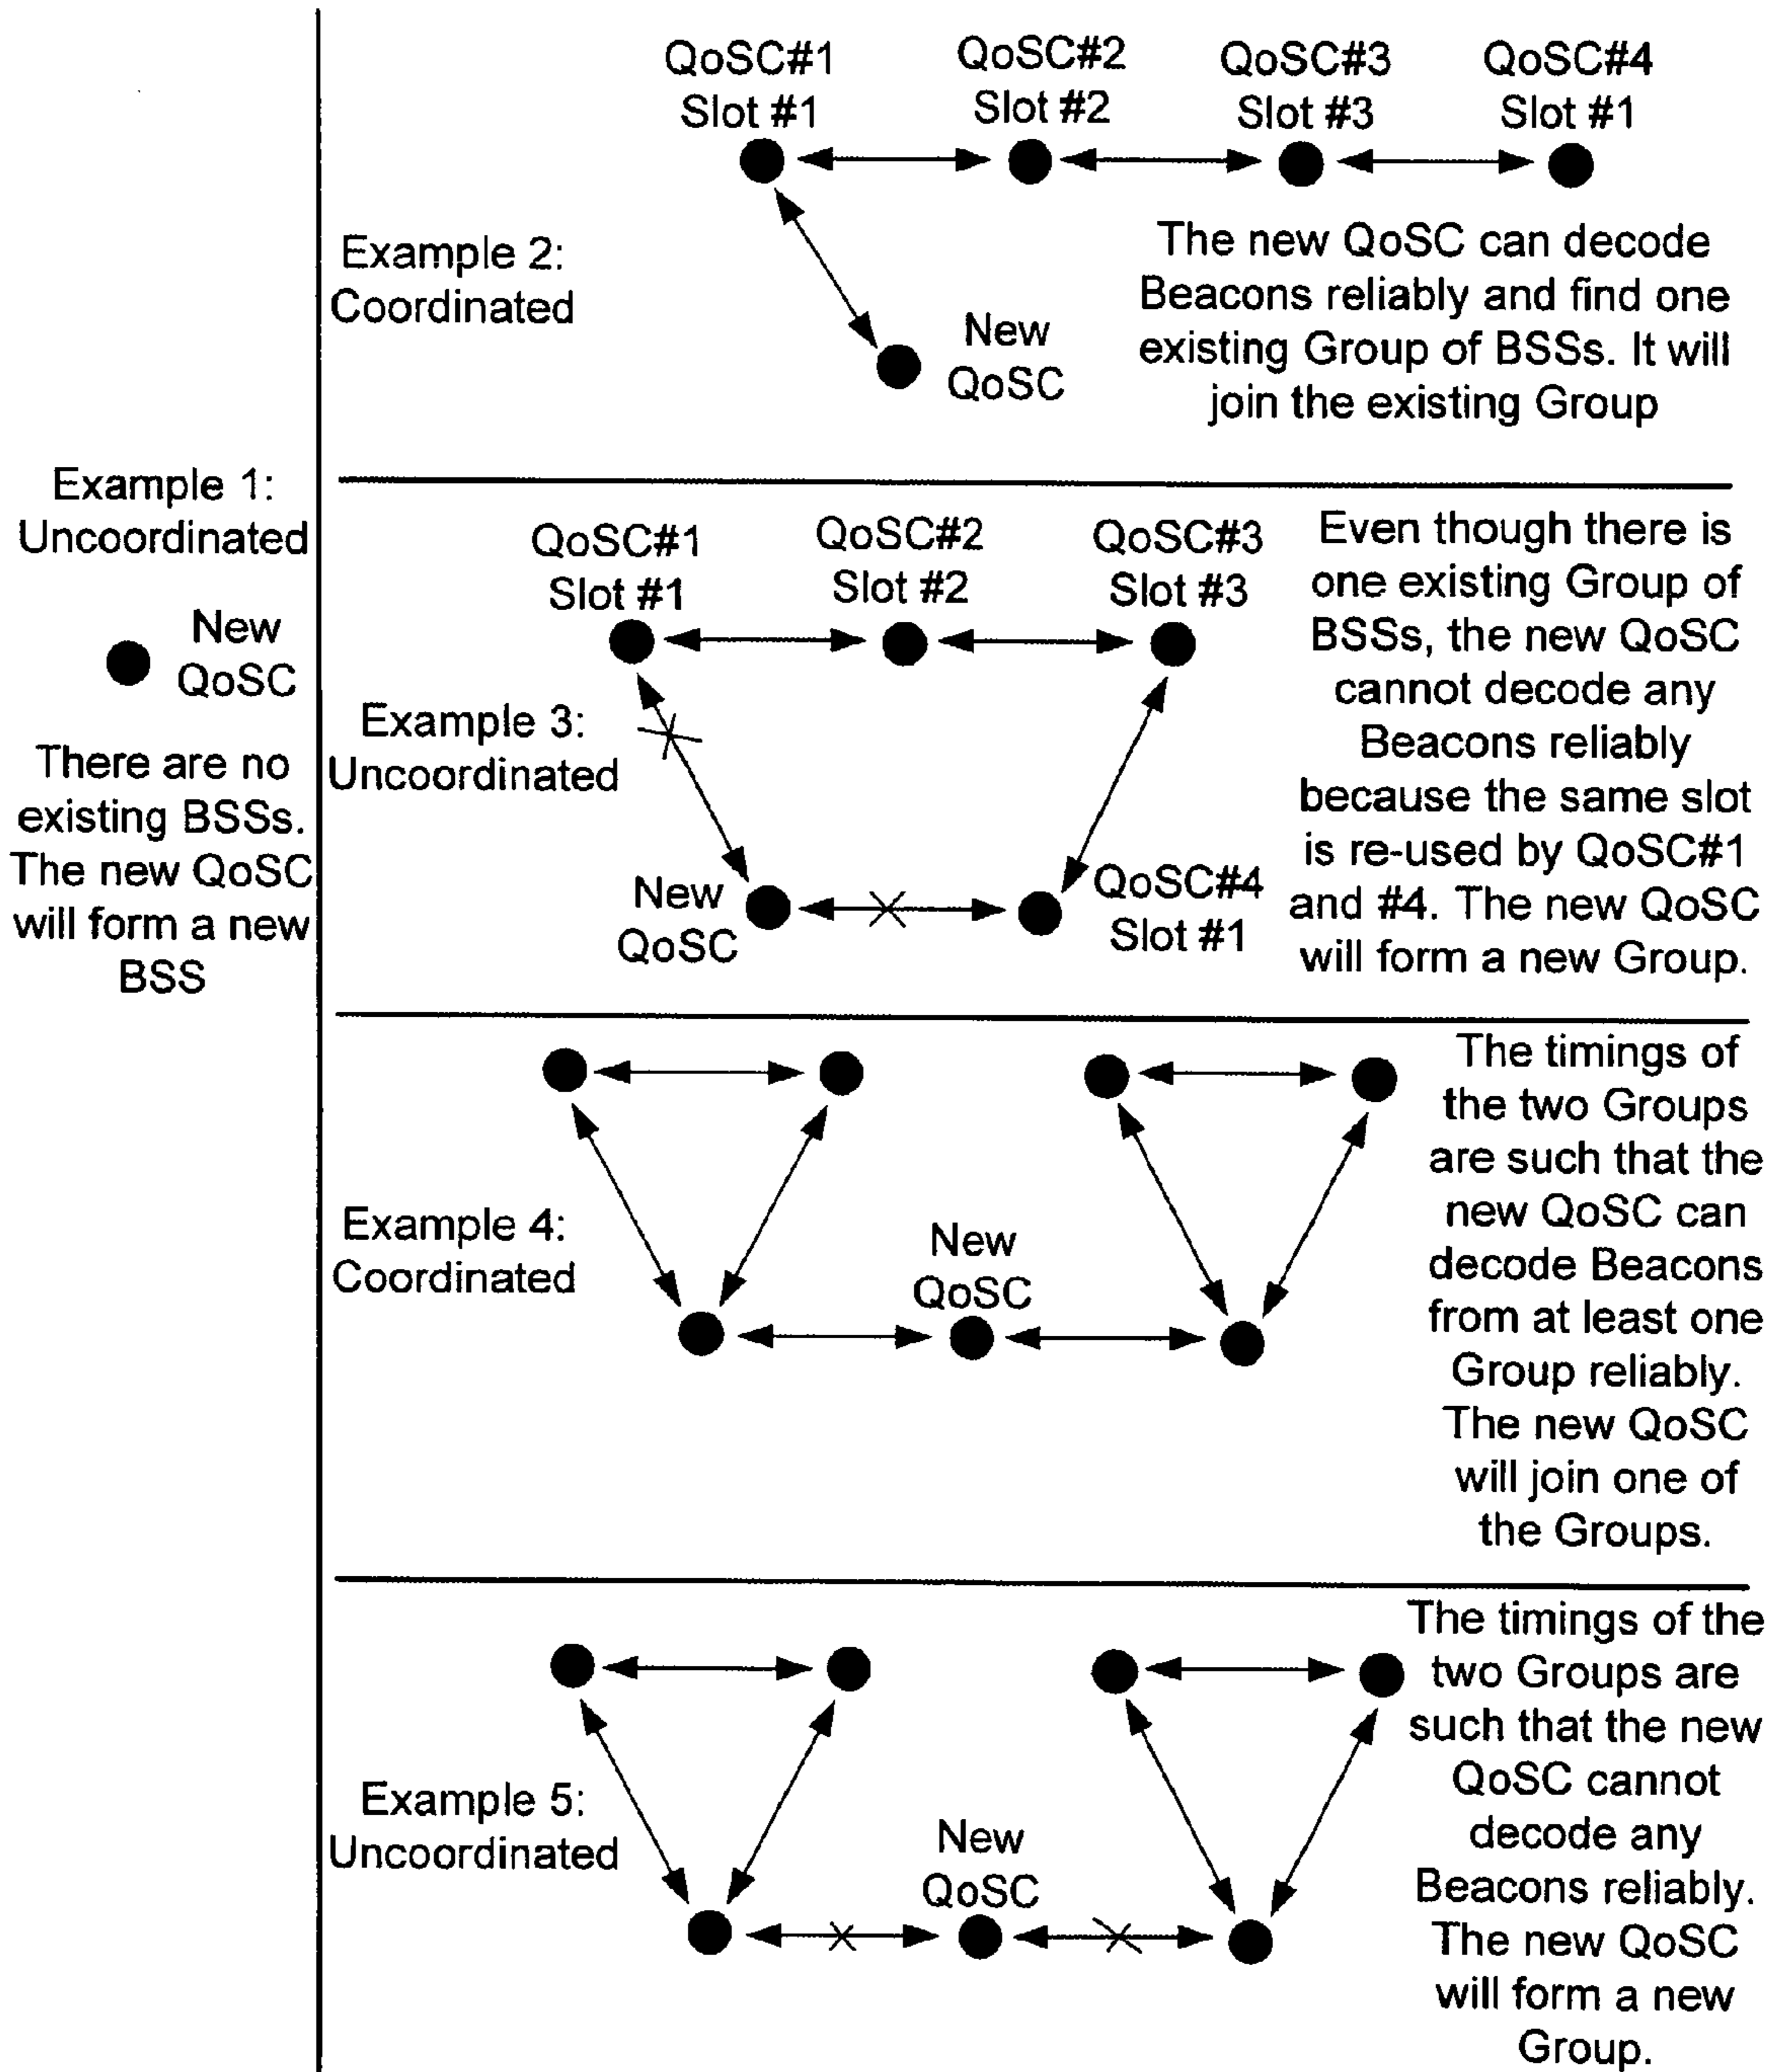 Example 1:
Uncoordinated
New
QoSC
There are no
existing BSSs.
The new QoSC
will form a new
BSS
QoSC#1
Slot #1
QoSC#2
Slot #2
QoSC#3
Slot #3
QoSC#4
Slot #1
Example 2:
Coordinated
New
QoSC
The new QoSC can decode
Beacons reliably and find one
existing Group of BSSs. It will
join the existing Group
QoSC#1
Slot #1
QoSC#2
Slot #2
QoSC#3
Slot #3
Example 3:
Uncoordinated
New
QoSC
QoSC#4
Slot #1
Even though there is
one existing Group of
BSSs, the new QoSC
cannot decode any
Beacons reliably
because the same slot
is re-used by QoSC#1
and #4. The new QoSC
will form a new Group.
Example 4:
Coordinated
New
QoSC
The timings of
the two Groups
are such that the
new QoSC can
decode Beacons
from at least one
Group reliably.
The new QoSC
will join one of
the Groups.
Example 5:
Uncoordinated
New
QoSC
The timings of the
two Groups are
such that the new
QoSC cannot
decode any
Beacons reliably.
The new QoSC
will form a new
Group.